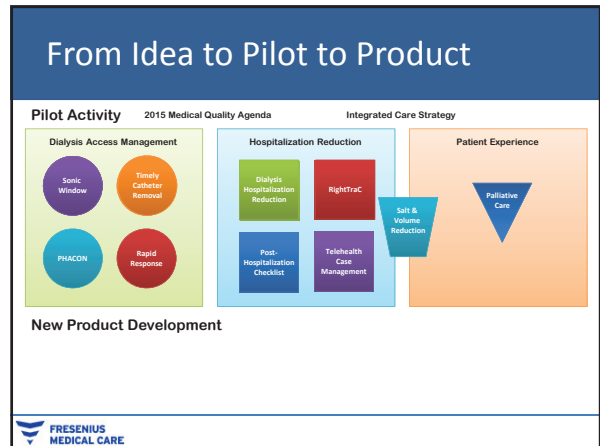 From Idea to Pilot to Product
Pilot Activity 2015 Medical Quality Agenda Integrated Care Strategy
Dialysis Access Management
Sonic
Window
Timely
Catheter
Removal
PHACON
Rapid
Response
Hospitalization Reduction
Dialysis
Hospitalization
Reduction
RightTraC
Post-
Hospitalization
Checklist
Telehealth
Case
Management
Salt &
Volume
Reduction
Patient Experience
Palliative
Care
New Product Development
FRESENIUS
MEDICAL CARE